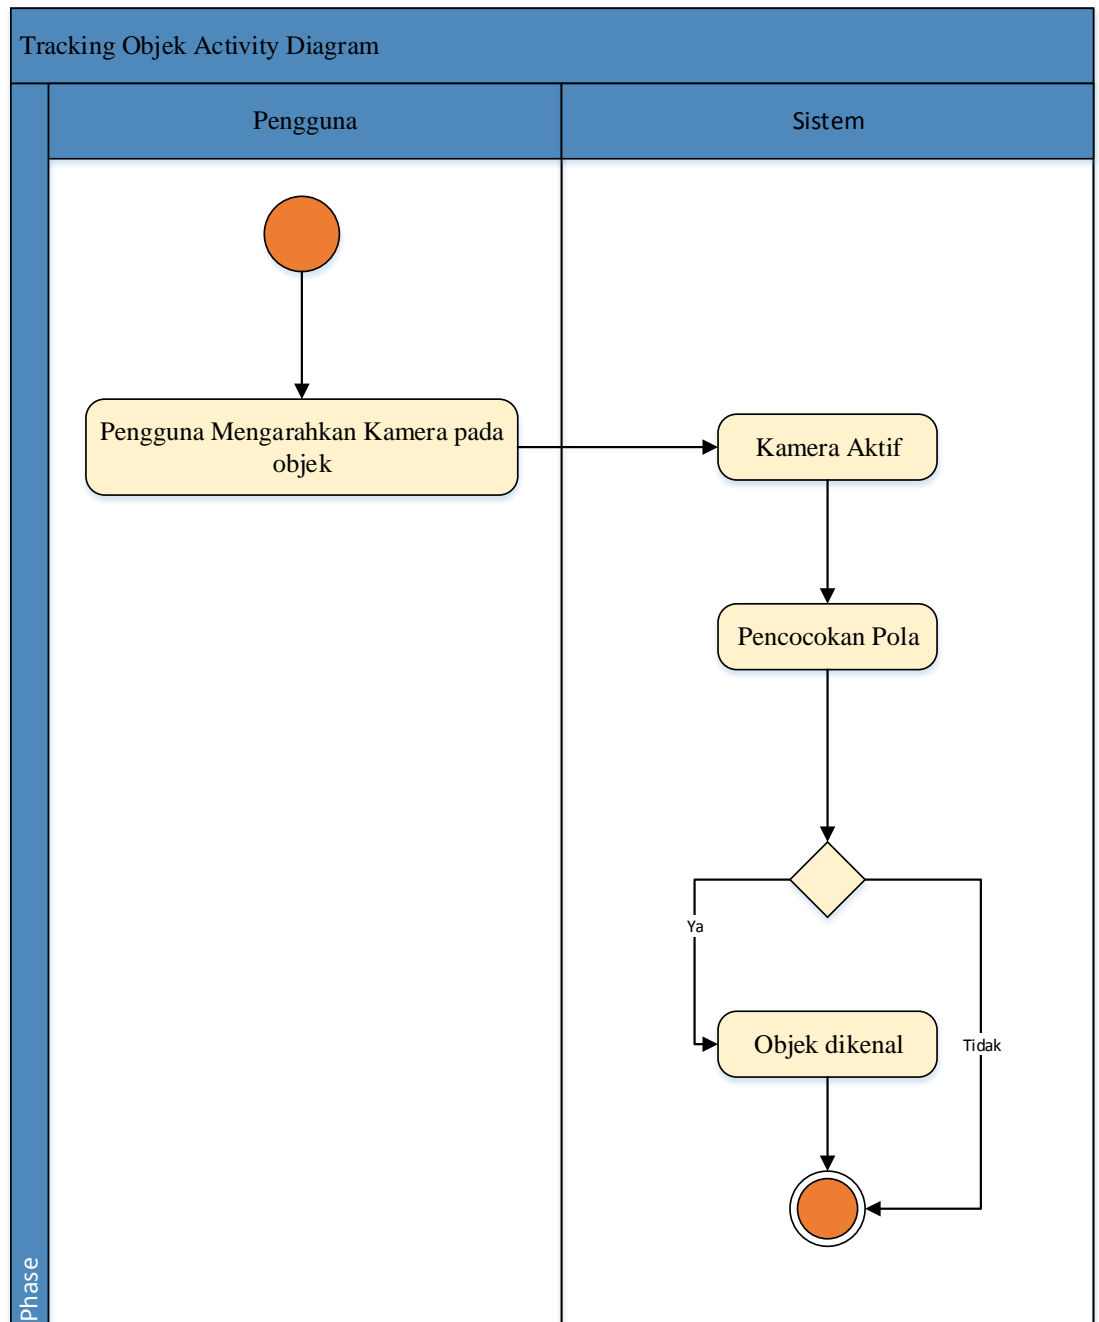 Tracking Objek Activity Diagram
Pengguna
Sistem
Pengguna Mengarahkan Kamera pada
objek
Kamera Aktif
Pencocokan Pola
Ya
Objek dikenal
Tidak
Phase